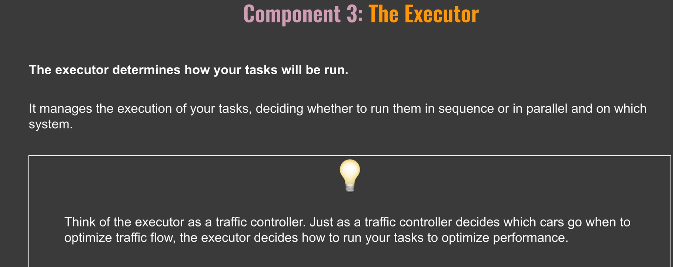 Component 3: The Executor
The executor determines how your tasks will be run.
It manages the execution of your tasks, deciding whether to run them in sequence or in parallel and on which
system.
Think of the executor as a traffic controller. Just as a traffic controller decides which cars go when to
optimize traffic flow, the executor decides how to run your tasks to optimize performance.